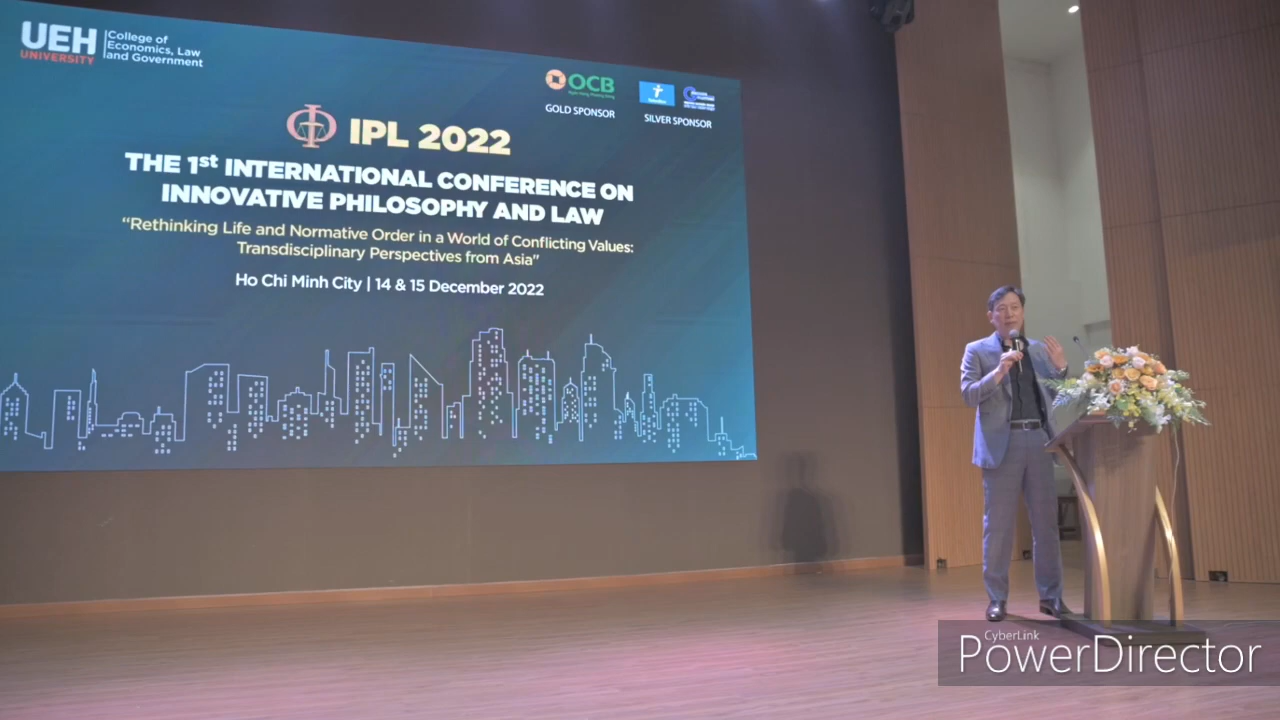 UEH
UNIVERSITY
College of
Economics, Law
and Government
OCB
GOLD SPONSOR
SILVER SPONSOR
IPL 2022
THE 1st INTERNATIONAL CONFERENCE ON
INNOVATIVE PHILOSOPHY AND LAW
“Rethinking Life and Normative Order in a World of Conflicting Values:
Transdisciplinary Perspectives from Asia"
Ho Chi Minh City | 14 & 15 December 2022
CyberLink
PowerDirector